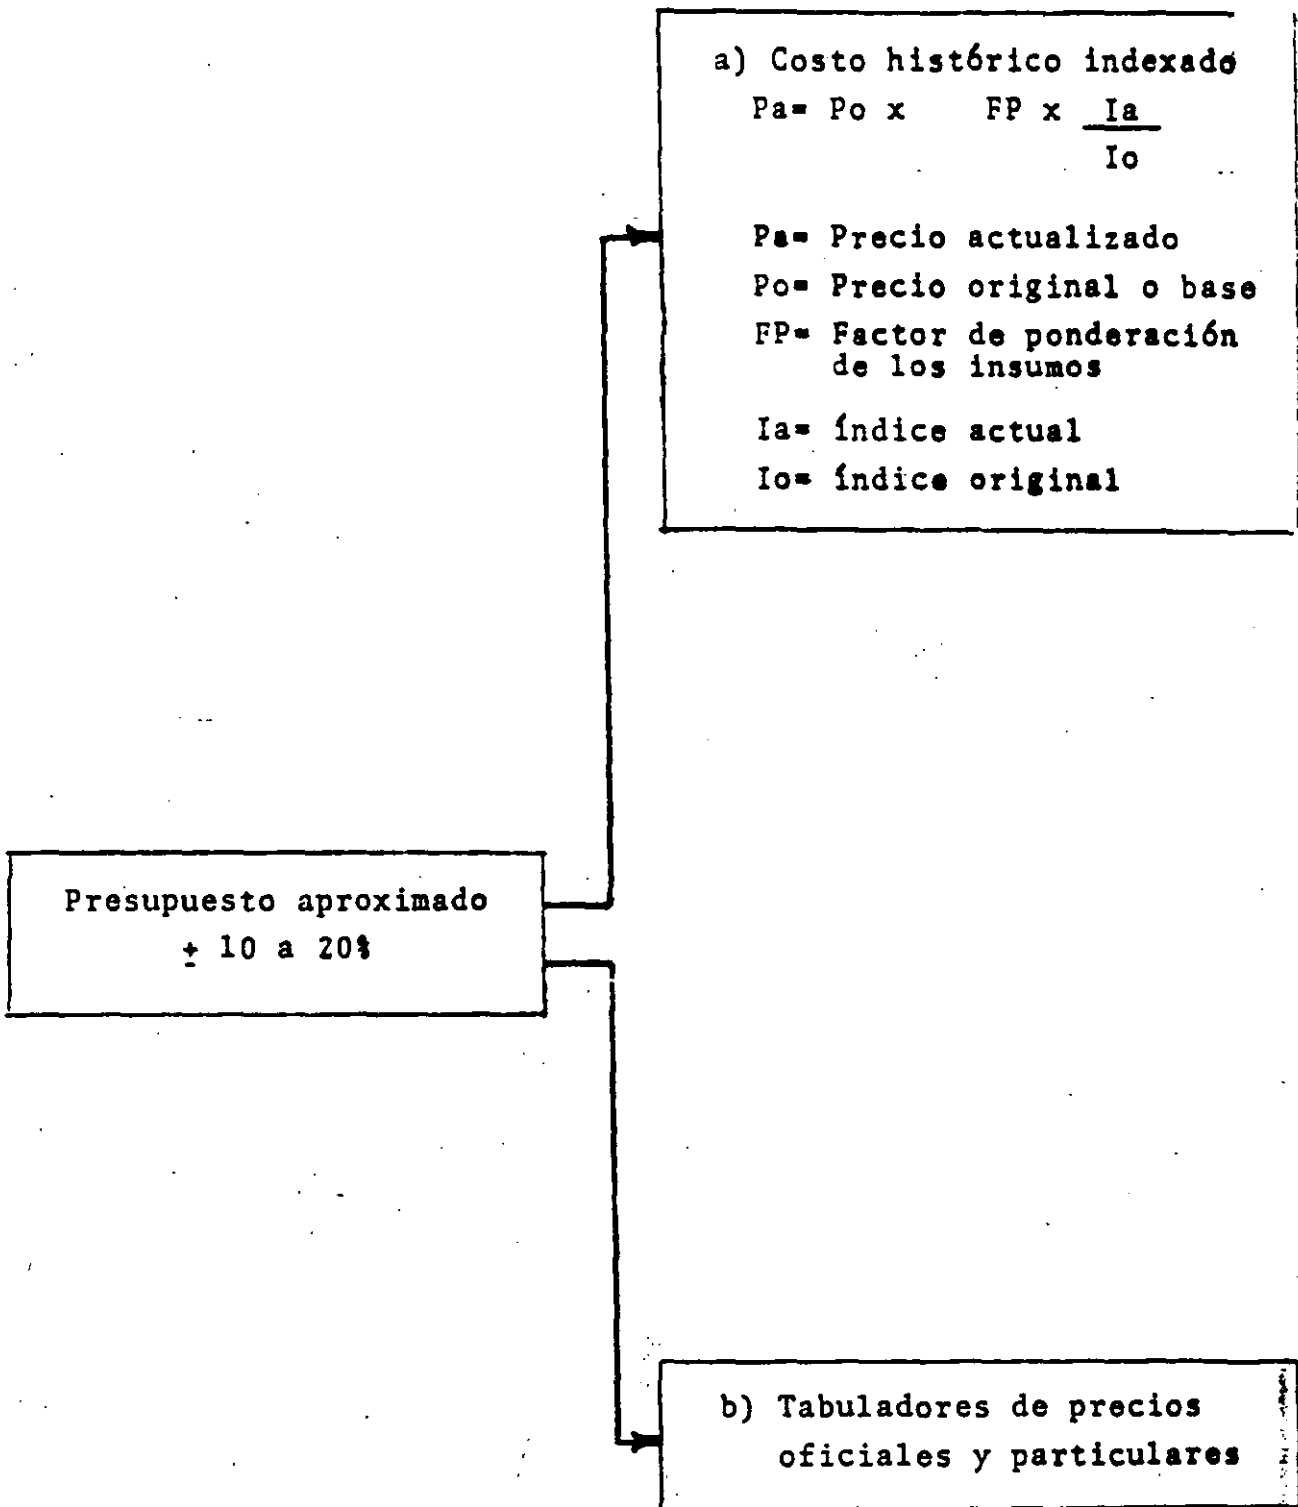 a) Costo histórico indexado
Pa= Po x FP x Ia
Io
Pa= Precio actualizado
Po= Precio original o base
FP= Factor de ponderación
de los insumos
Ia= índice actual
Io= índice original
Presupuesto aproximado
± 10 a 20%
b) Tabuladores de precios
oficiales y particulares